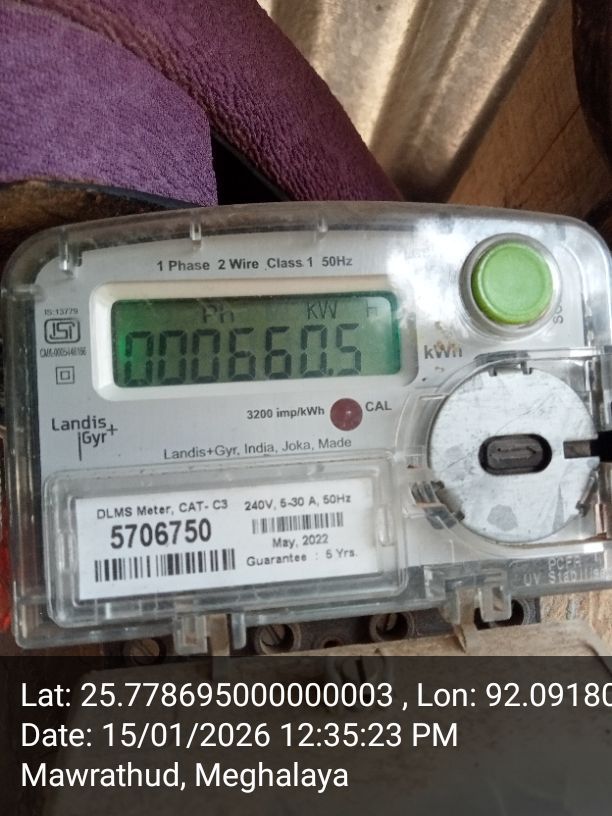 1 Phase 2 Wire Class 1 50Hz
IS:13779
ISI
Ph KW h
000660.5
kWh
3200 imp/kWh CAL
Landis
Gyr+
Landis+Gyr, India, Joka, Made
DLMS Meter, CAT- C3 240V, 5-30 A, 50Hz
5706750
May, 2022
Guarantee : 5 Yrs.
Lat: 25.778695000000003 , Lon: 92.09180
Date: 15/01/2026 12:35:23 PM
Mawrathud, Meghalaya